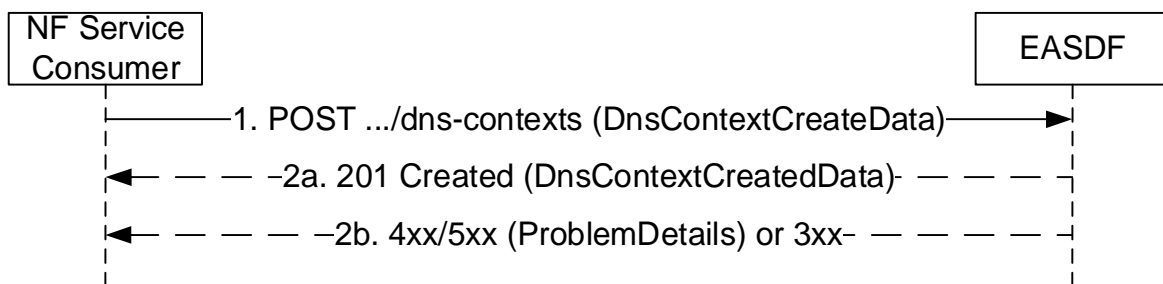 NF Service
Consumer
EASDF
1. POST .../dns-contexts (DnsContextCreateData)
2a. 201 Created (DnsContextCreatedData)
2b. 4xx/5xx (ProblemDetails) or 3xx